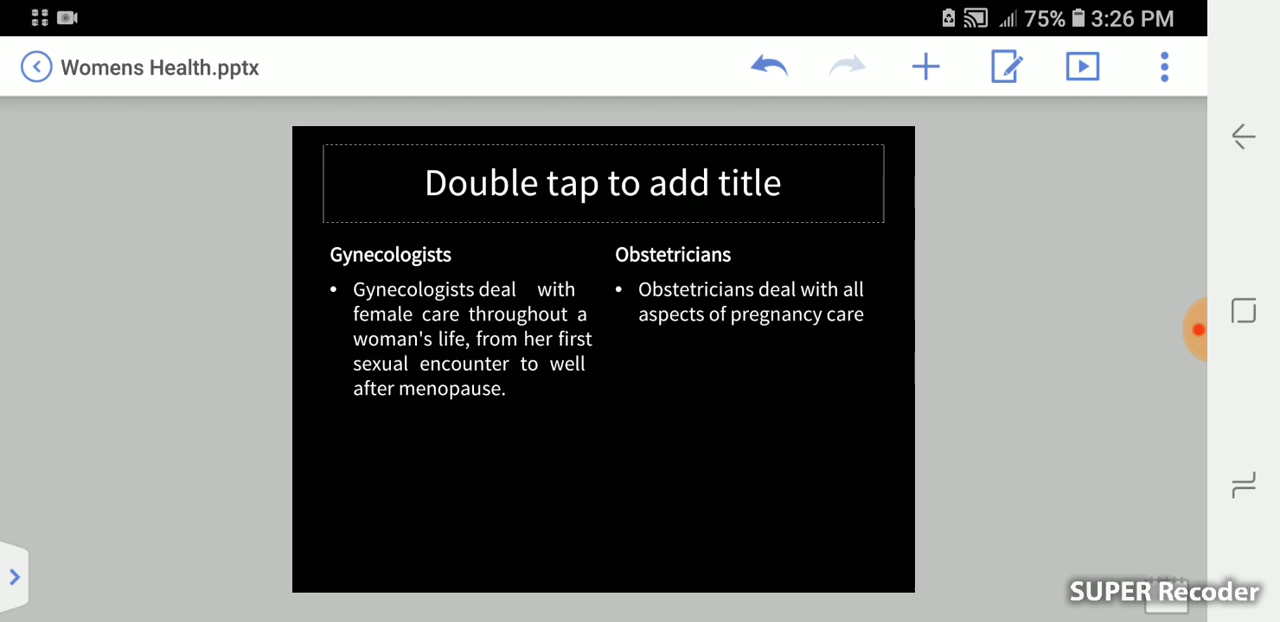 75% 3:26 PM
Womens Health.pptx
Double tap to add title
Gynecologists
• Gynecologists deal with
female care throughout a
woman's life, from her first
sexual encounter to well
after menopause.
Obstetricians
• Obstetricians deal with all
aspects of pregnancy care
SUPER Recoder